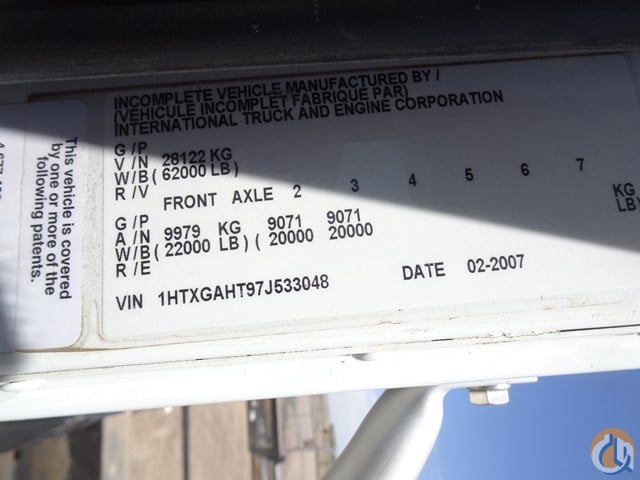 INCOMPLETE VEHICLE MANUFACTURED BY /
(VEHICULE INCOMPLET FABRIQUE PAR)
INTERNATIONAL TRUCK AND ENGINE CORPORATION
G / P
V / N 28122 KG
W/B( 62000 LB)
R / V
FRONT AXLE 2 3 4 5 6 7
G / P
A / N 9979 KG 9071 9071
W/B( 22000 LB) ( 20000 20000
R / E
KG
LB)
VIN 1HTXGAHT97J533048 DATE 02-2007
This vehicle is covered
by one or more of the
following patents.